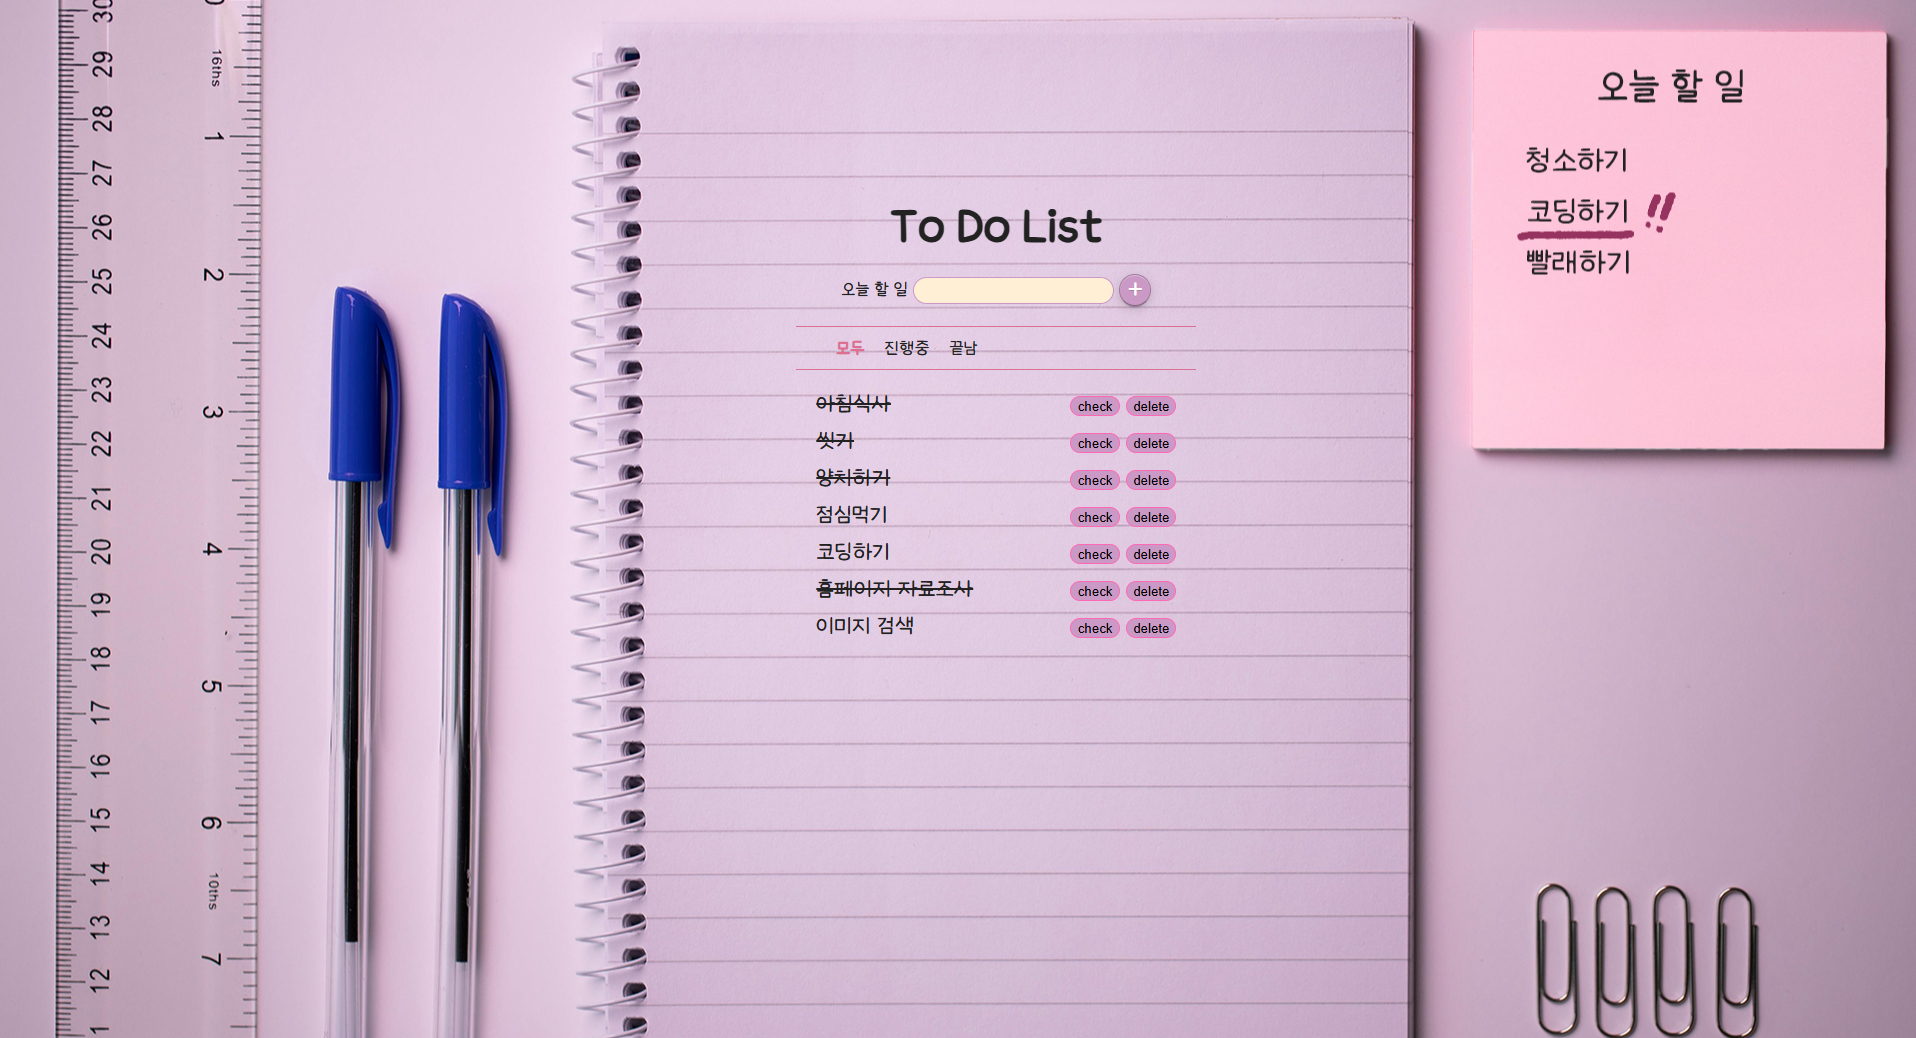 30
29
28
27
26
25
24
23
22
21
20
19
18
17
16
15
14
13
12
1
0
16ths
1
2
3
4
5
6
10ths
7
To Do List
오늘 할 일 +
모두 진행중 끝남
아침식사 check delete
씻기 check delete
양치하기 check delete
점심먹기 check delete
코딩하기 check delete
홈페이지 자료조사 check delete
이미지 검색 check delete
오늘 할 일
청소하기
코딩하기 !!
빨래하기